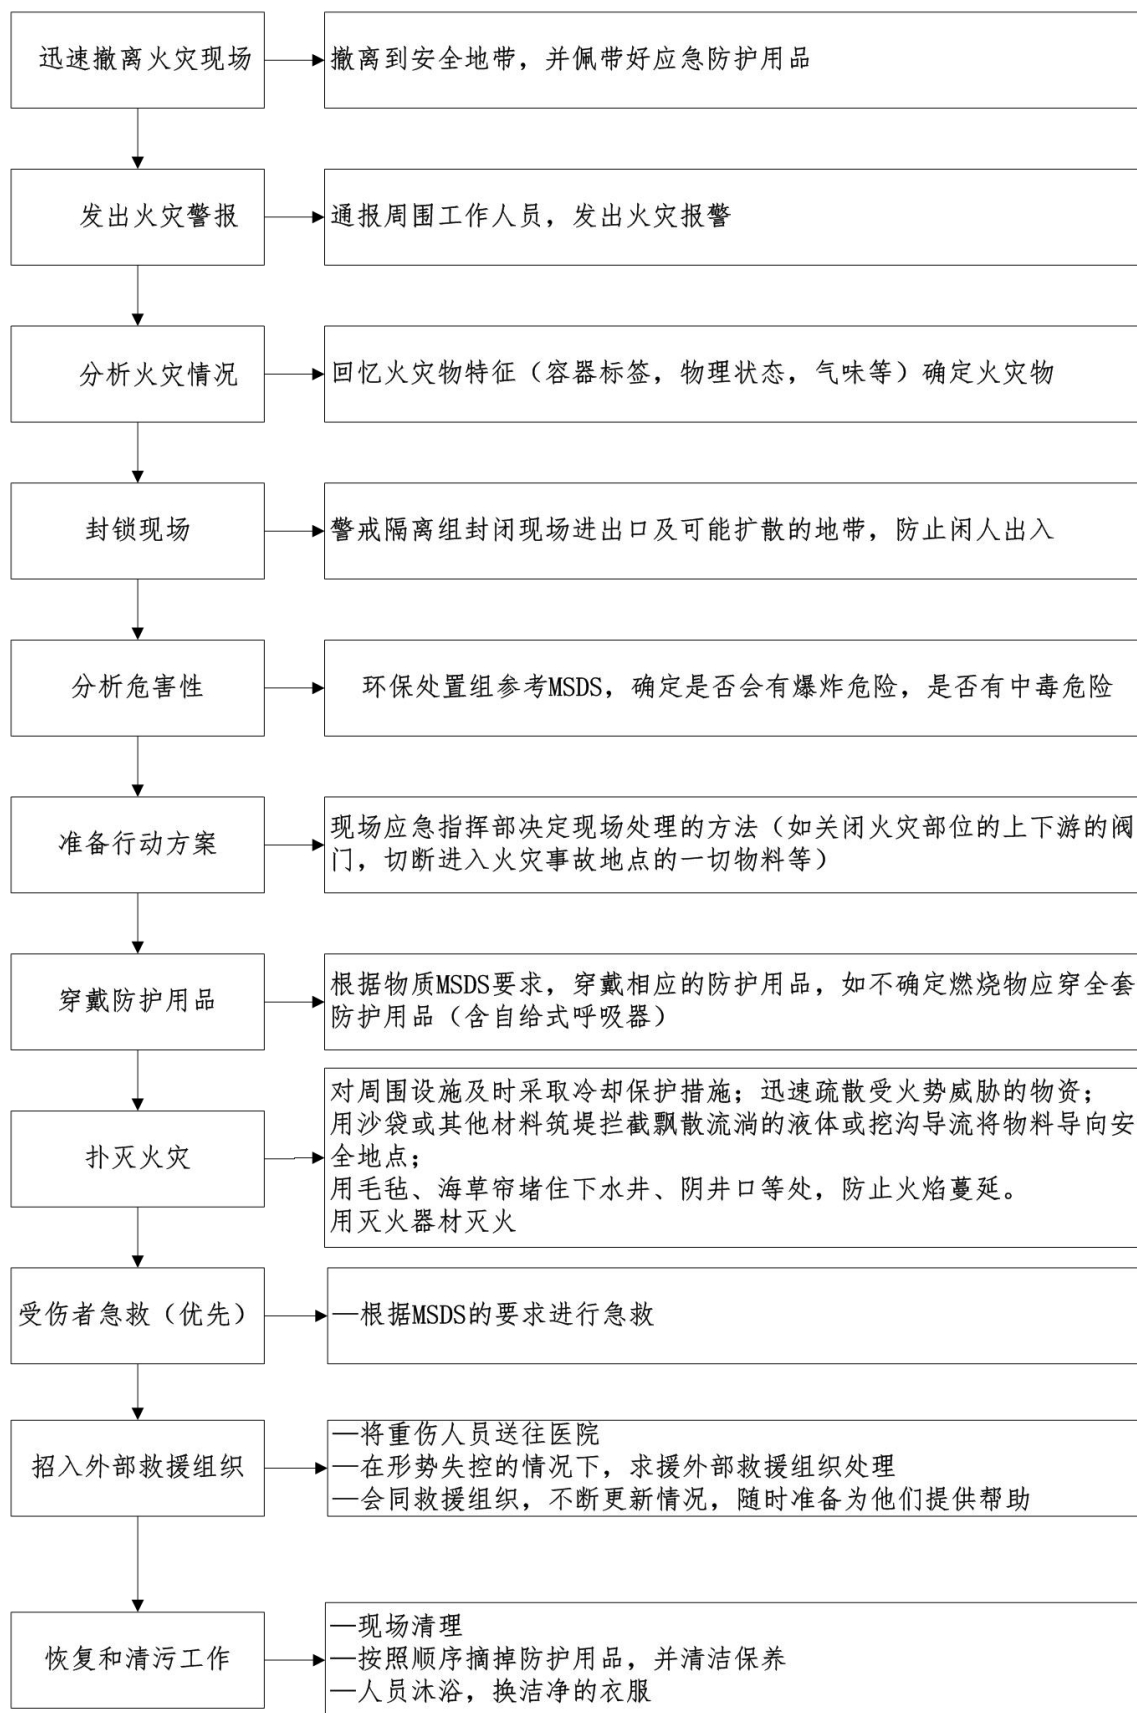 迅速撤离火灾现场
撤离到安全地带，并佩带好应急防护用品
发出火灾警报
通报周围工作人员，发出火灾报警
分析火灾情况
回忆火灾物特征（容器标签，物理状态，气味等）确定火灾物
封锁现场
警戒隔离组封闭现场进出口及可能扩散的地带，防止闲人出入
分析危害性
环保处置组参考MSDS，确定是否会有爆炸危险，是否有中毒危险
准备行动方案
现场应急指挥部决定现场处理的方法（如关闭火灾部位的上下游的阀
门，切断进入火灾事故地点的一切物料等）
穿戴防护用品
根据物质MSDS要求，穿戴相应的防护用品，如不确定燃烧物应穿全套
防护用品（含自给式呼吸器）
扑灭火灾
对周围设施及时采取冷却保护措施；迅速疏散受火势威胁的物资；
用沙袋或其他材料筑堤拦截飘散流淌的液体或挖沟导流将物料导向安
全地点；
用毛毡、海草帘堵住下水井、阴井口等处，防止火焰蔓延。
用灭火器材灭火
受伤者急救（优先）
—根据MSDS的要求进行急救
招入外部救援组织
—将重伤人员送往医院
—在形势失控的情况下，求援外部救援组织处理
—会同救援组织，不断更新情况，随时准备为他们提供帮助
恢复和清污工作
—现场清理
—按照顺序摘掉防护用品，并清洁保养
—人员沐浴，换洁净的衣服